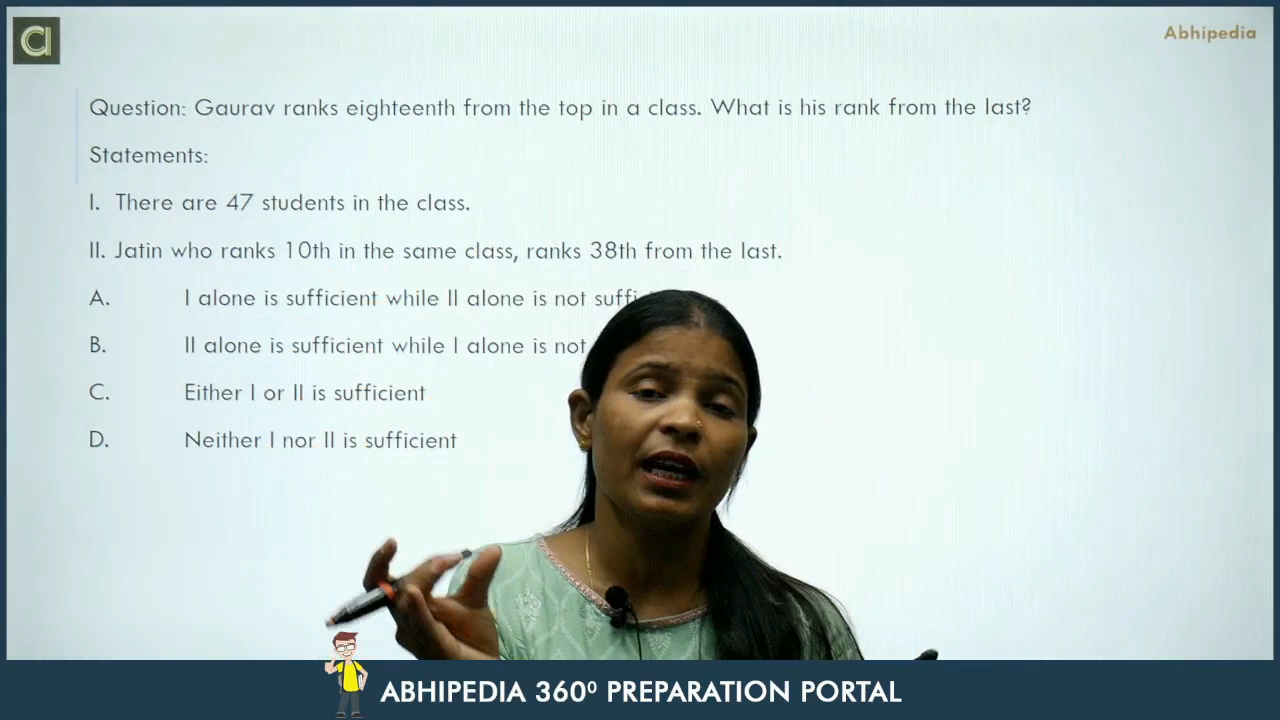 Abhipedia
Question: Gaurav ranks eighteenth from the top in a class. What is his rank from the last?
Statements:
I. There are 47 students in the class.
II. Jatin who ranks 10th in the same class, ranks 38th from the last.
A. I alone is sufficient while II alone is not
B. II alone is sufficient while I alone is not
C. Either I or II is sufficient
D. Neither I nor II is sufficient
ABHIPEDIA 360⁰ PREPARATION PORTAL